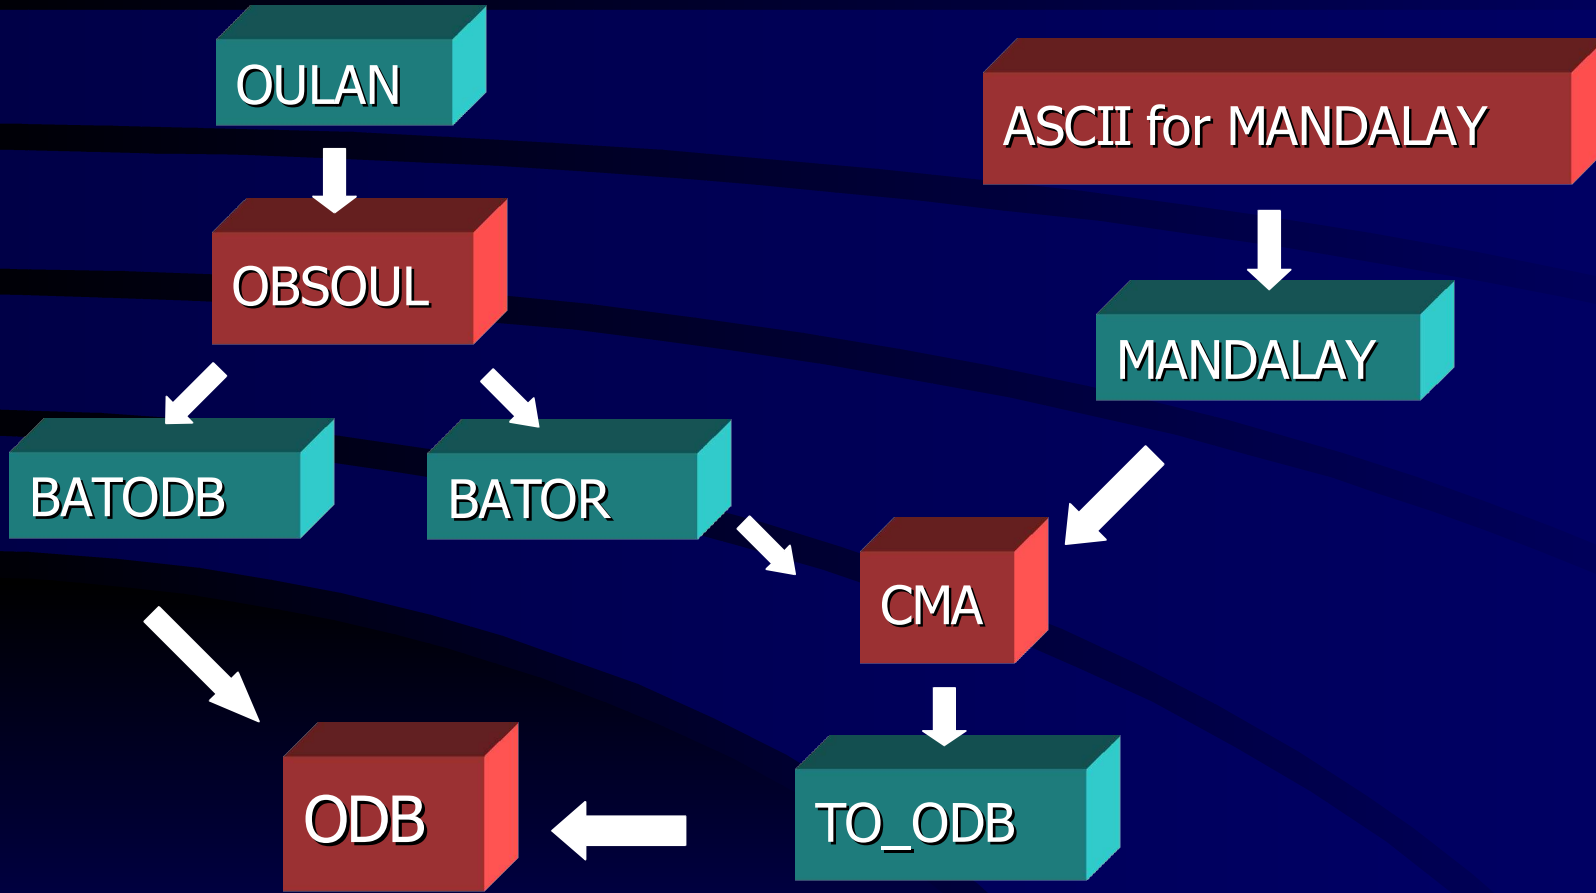 OULAN
ASCII for MANDALAY
OBSOUL
MANDALAY
BATODB
BATOR
CMA
ODB
TO_ODB